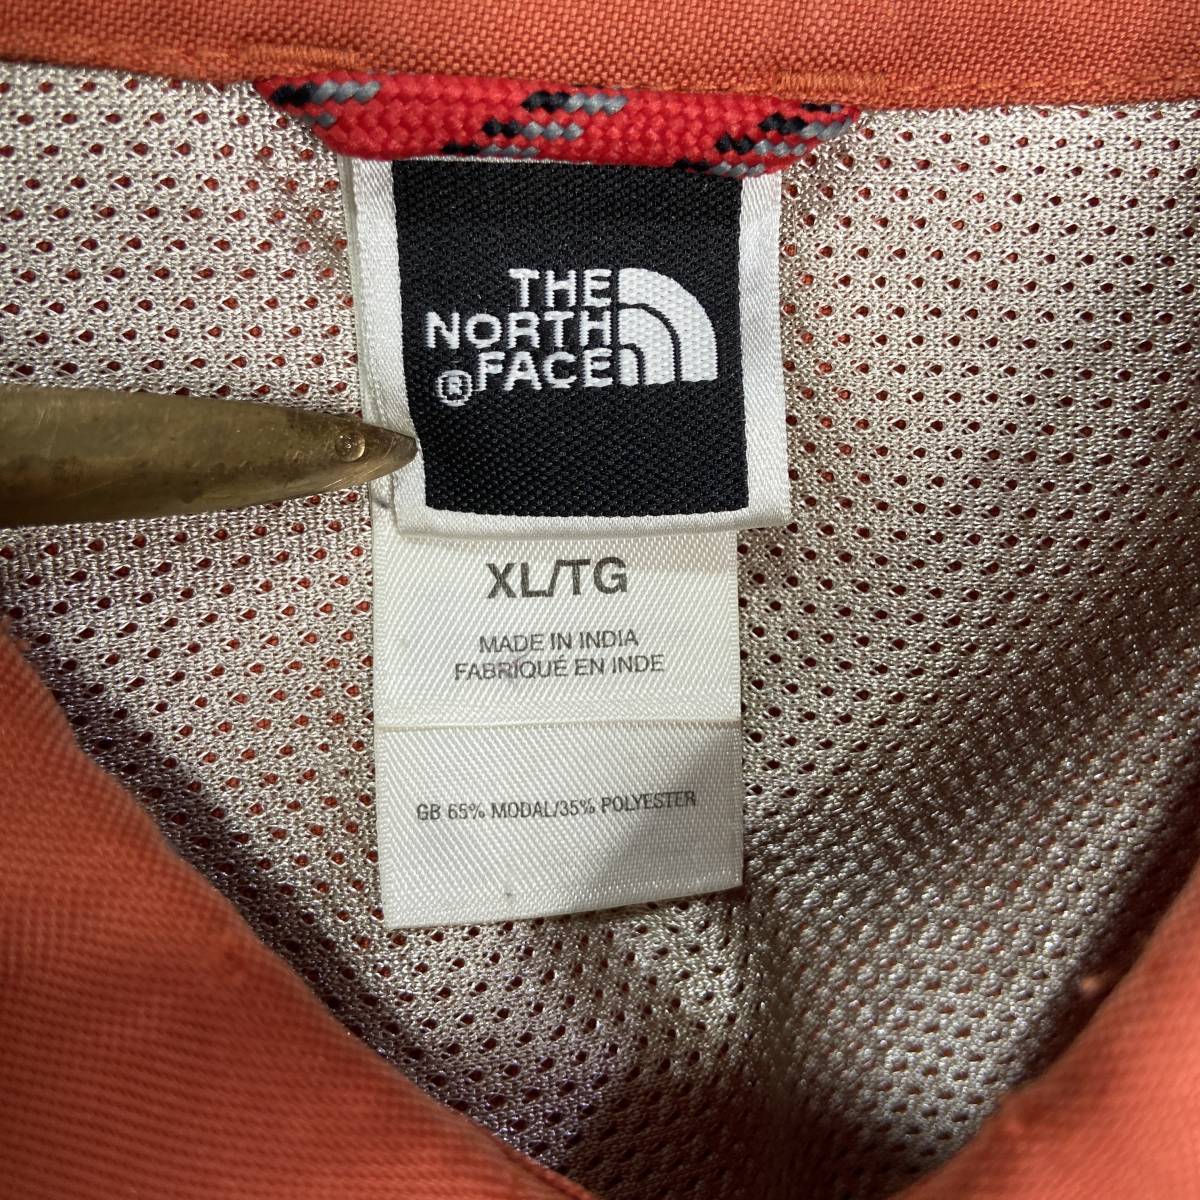 THE
NORTH
® FACE
XL/TG
MADE IN INDIA
FABRIQUÉ EN INDE
GB 65% MODAL/35% POLYESTER